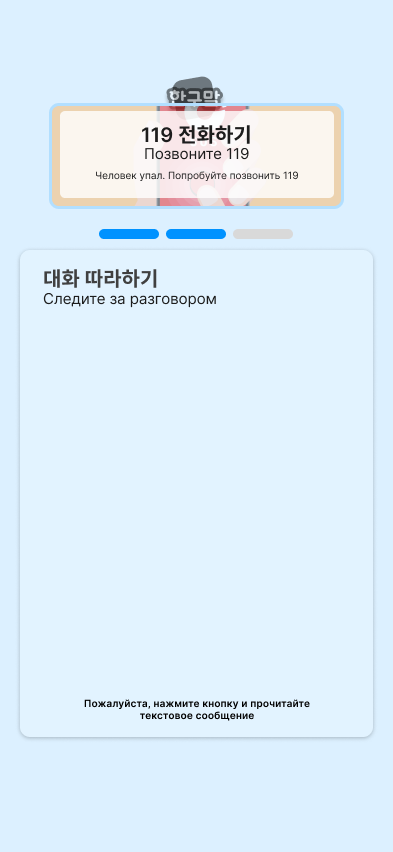 한국말
119 전화하기
Позвоните 119
Человек упал. Попробуйте позвонить 119
대화 따라하기
Следите за разговором
Пожалуйста, нажмите кнопку и прочитайте
текстовое сообщение